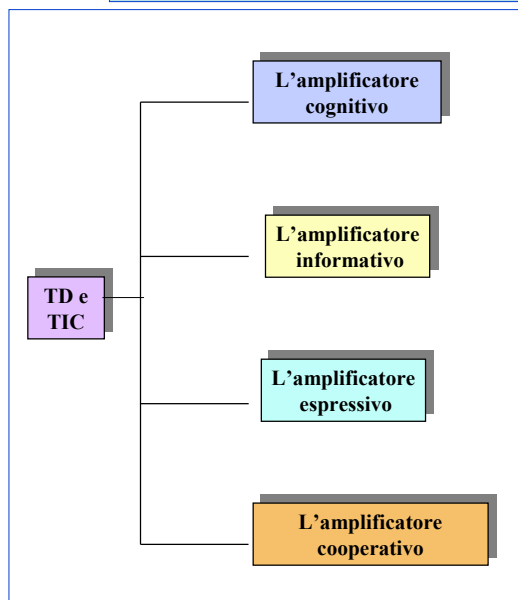 L’amplificatore
cognitivo
L’amplificatore
informativo
TD e
TIC
L’amplificatore
espressivo
L’amplificatore
cooperativo